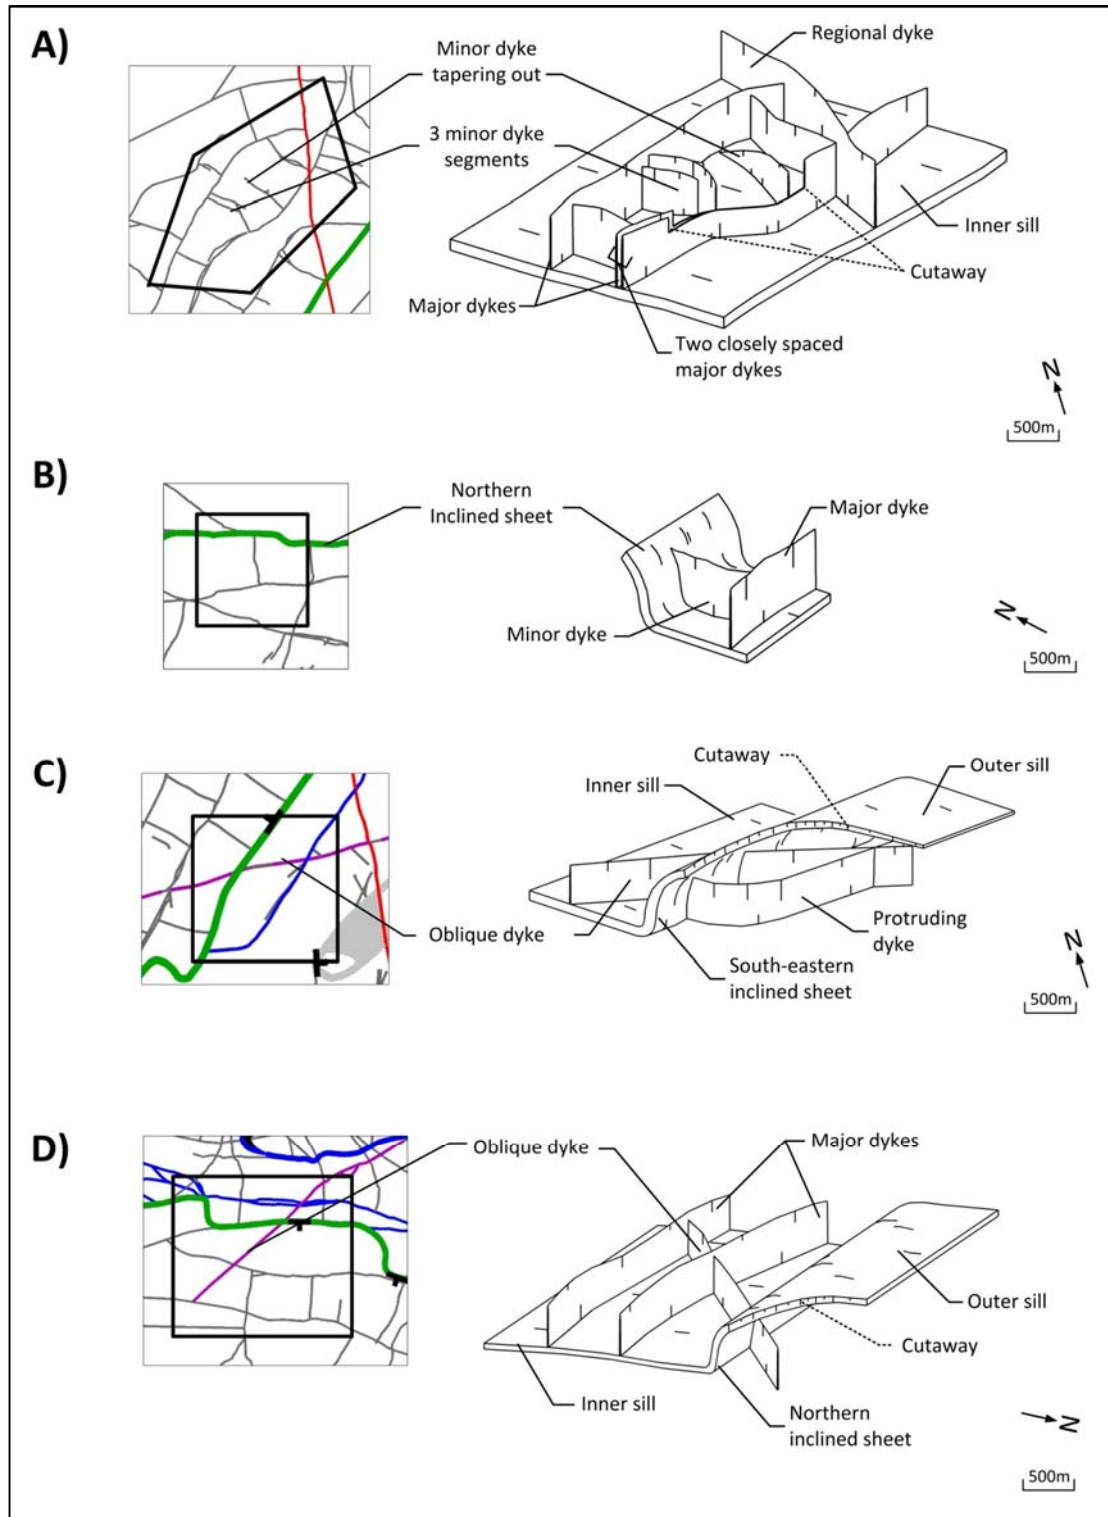 A)
Minor dyke
tapering out
3 minor dyke
segments
Regional dyke
Inner sill
Cutaway
Major dykes
Two closely spaced
major dykes
N
500m
B)
Northern
Inclined sheet
Major dyke
Minor dyke
N
500m
C)
Cutaway
Outer sill
Inner sill
Oblique dyke
Protruding
dyke
South-eastern
inclined sheet
N
500m
D)
Oblique dyke
Major dykes
Outer sill
Cutaway
Inner sill
Northern
inclined sheet
N
500m